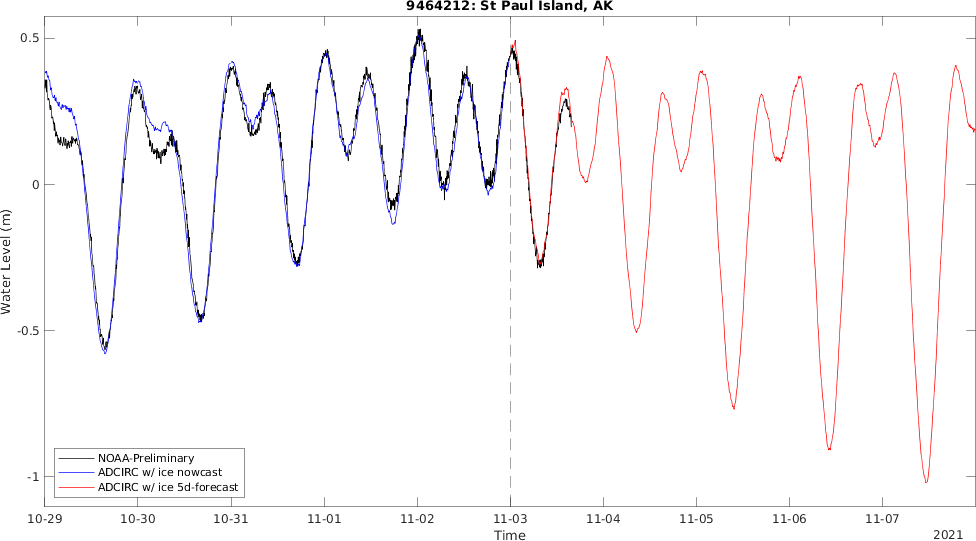 9464212: St Paul Island, AK
0.5
0
-0.5
-1
Water Level (m)
NOAA-Preliminary
ADCIRC w/ ice nowcast
ADCIRC w/ ice 5d-forecast
10-29 10-30 10-31 11-01 11-02 11-03 11-04 11-05 11-06 11-07
Time
2021